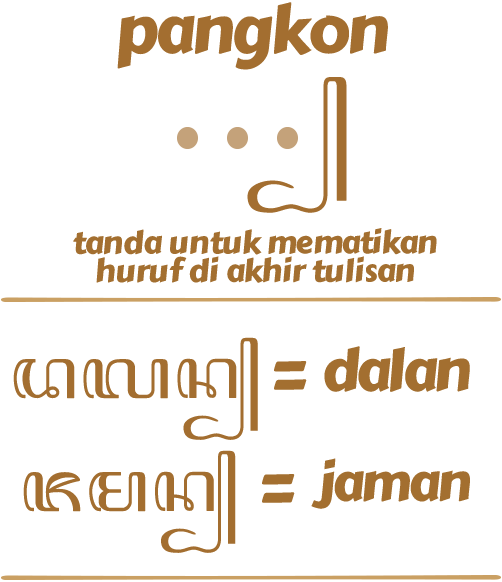 pangkon
꧀
tanda untuk mematikan
huruf di akhir tulisan
ꦢꦭꦤ꧀ = dalan
ꦗꦩꦤ꧀ = jaman